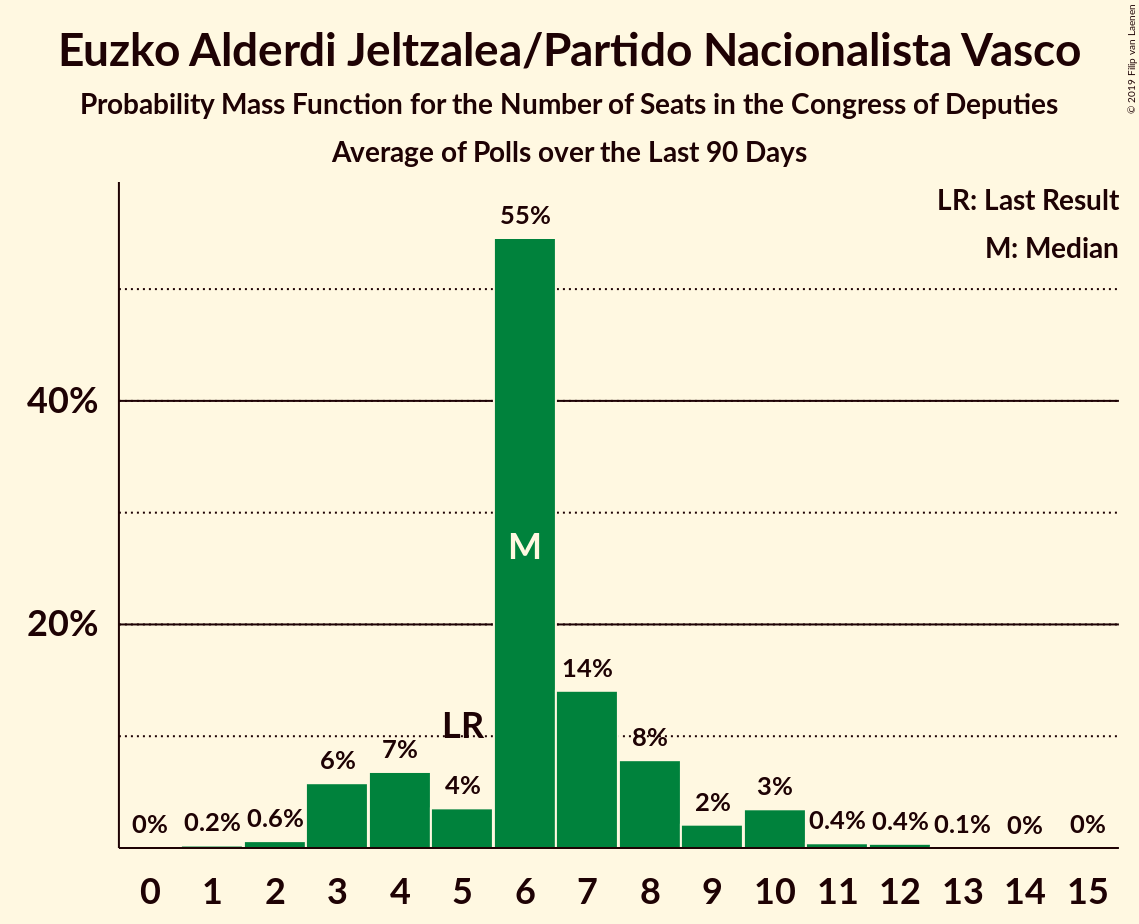 Euzko Alderdi Jeltzalea/Partido Nacionalista Vasco
Probability Mass Function for the Number of Seats in the Congress of Deputies
Average of Polls over the Last 90 Days
© 2019 Filip van Laenen
LR: Last Result
M: Median
40%
20%
0%
0.2%
0.6%
6%
7%
4%
LR
55%
M
14%
8%
2%
3%
0.4%
0.4%
0.1%
0%
0%
0 1 2 3 4 5 6 7 8 9 10 11 12 13 14 15